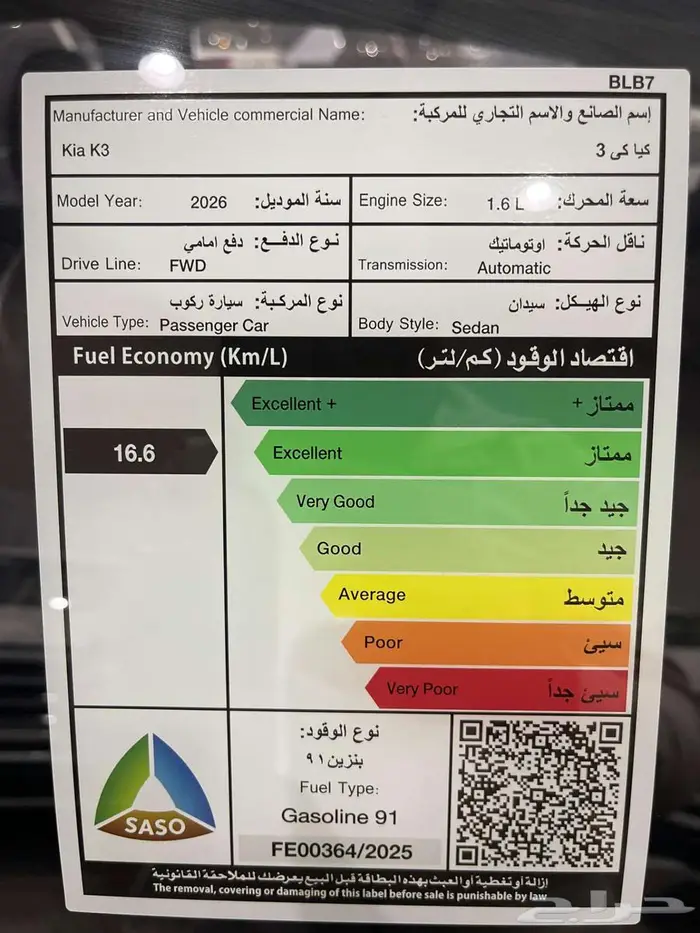 BLB7
Manufacturer and Vehicle commercial Name: إسم الصانع والاسم التجاري للمركبة:
Kia K3 كيا كى 3
Model Year: 2026 سنة الموديل: Engine Size: 1.6 L سعة المحرك:
نوع الدفـــع: دفع امامي ناقل الحركة: اوتوماتيك
Drive Line: FWD Transmission: Automatic
نوع المركـبة: سيارة ركوب نوع الهيـكل: سيدان
Vehicle Type: Passenger Car Body Style: Sedan
Fuel Economy (Km/L) اقتصاد الوقود (كم/لتر)
Excellent + ممتاز +
16.6 Excellent ممتاز
Very Good جيد جداً
Good جيد
Average متوسط
Poor سيئ
Very Poor سيئ جداً
نوع الوقود:
بنزين ٩١
Fuel Type:
Gasoline 91
SASO
FE00364/2025
إزالة أو تغطية أو العبث بهذه البطاقة قبل البيع يعرضك للملاحقة القانونية
The removal, covering or damaging of this label before sale is punishable by law
حراج